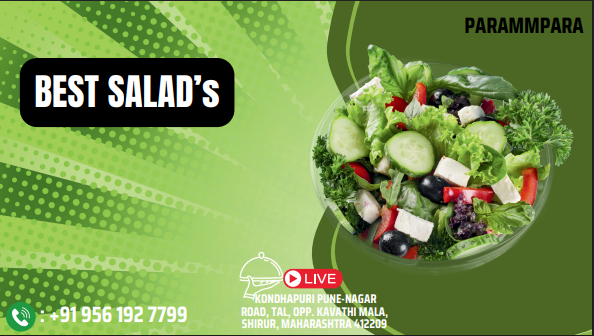 PARAMMPARA
BEST SALAD's
LIVE
KONDHAPURI PUNE-NAGAR
ROAD, TAL, OPP. KAVATHI MALA,
SHIRUR, MAHARASHTRA 412209
: +91 956 192 7799